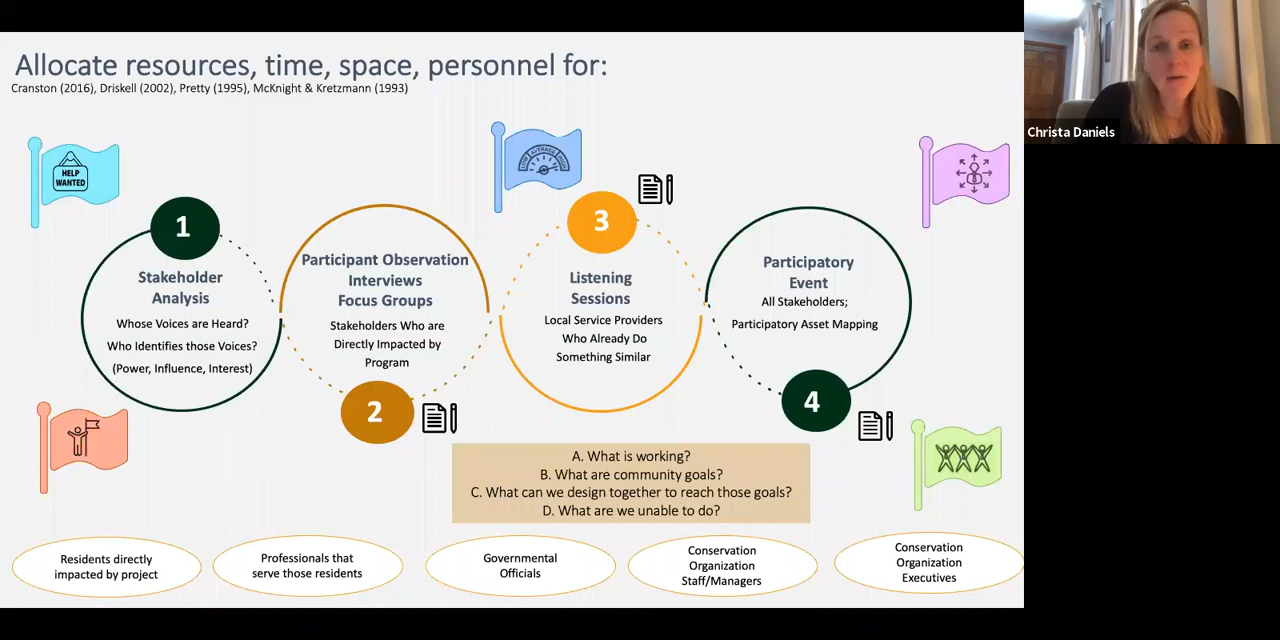 Allocate resources, time, space, personnel for:
Cranston (2016), Driskell (2002), Pretty (1995), McKnight & Kretzmann (1993)
Christa Daniels
HELP
WANTED
LOW AVERAGE HIGH
1
Stakeholder
Analysis
Whose Voices are Heard?
Who Identifies those Voices?
(Power, Influence, Interest)
Participant Observation
Interviews
Focus Groups
Stakeholders Who are
Directly Impacted by
Program
2
3
Listening
Sessions
Local Service Providers
Who Already Do
Something Similar
Participatory
Event
All Stakeholders;
Participatory Asset Mapping
4
A. What is working?
B. What are community goals?
C. What can we design together to reach those goals?
D. What are we unable to do?
Residents directly
impacted by project
Professionals that
serve those residents
Governmental
Officials
Conservation
Organization
Staff/Managers
Conservation
Organization
Executives